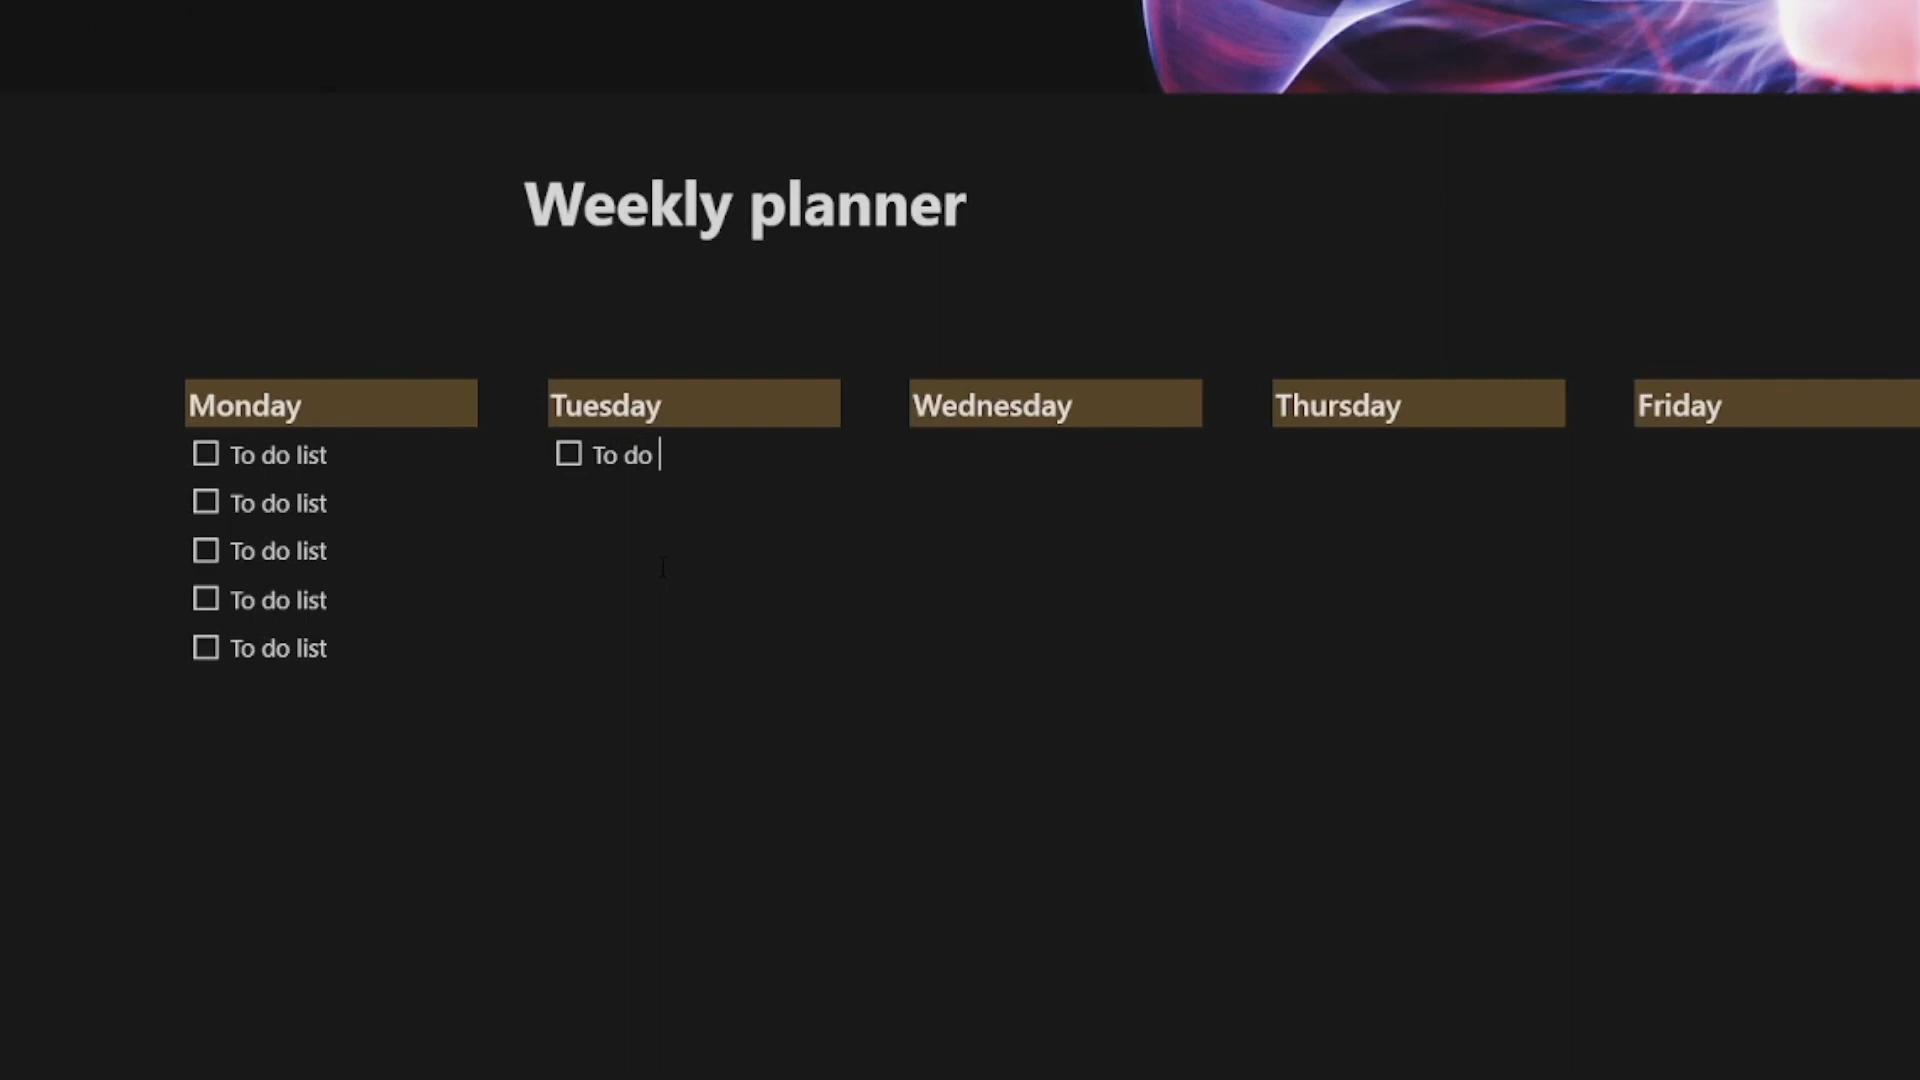 Weekly planner
Monday
To do list
To do list
To do list
To do list
To do list
Tuesday
To do
Wednesday
Thursday
Friday